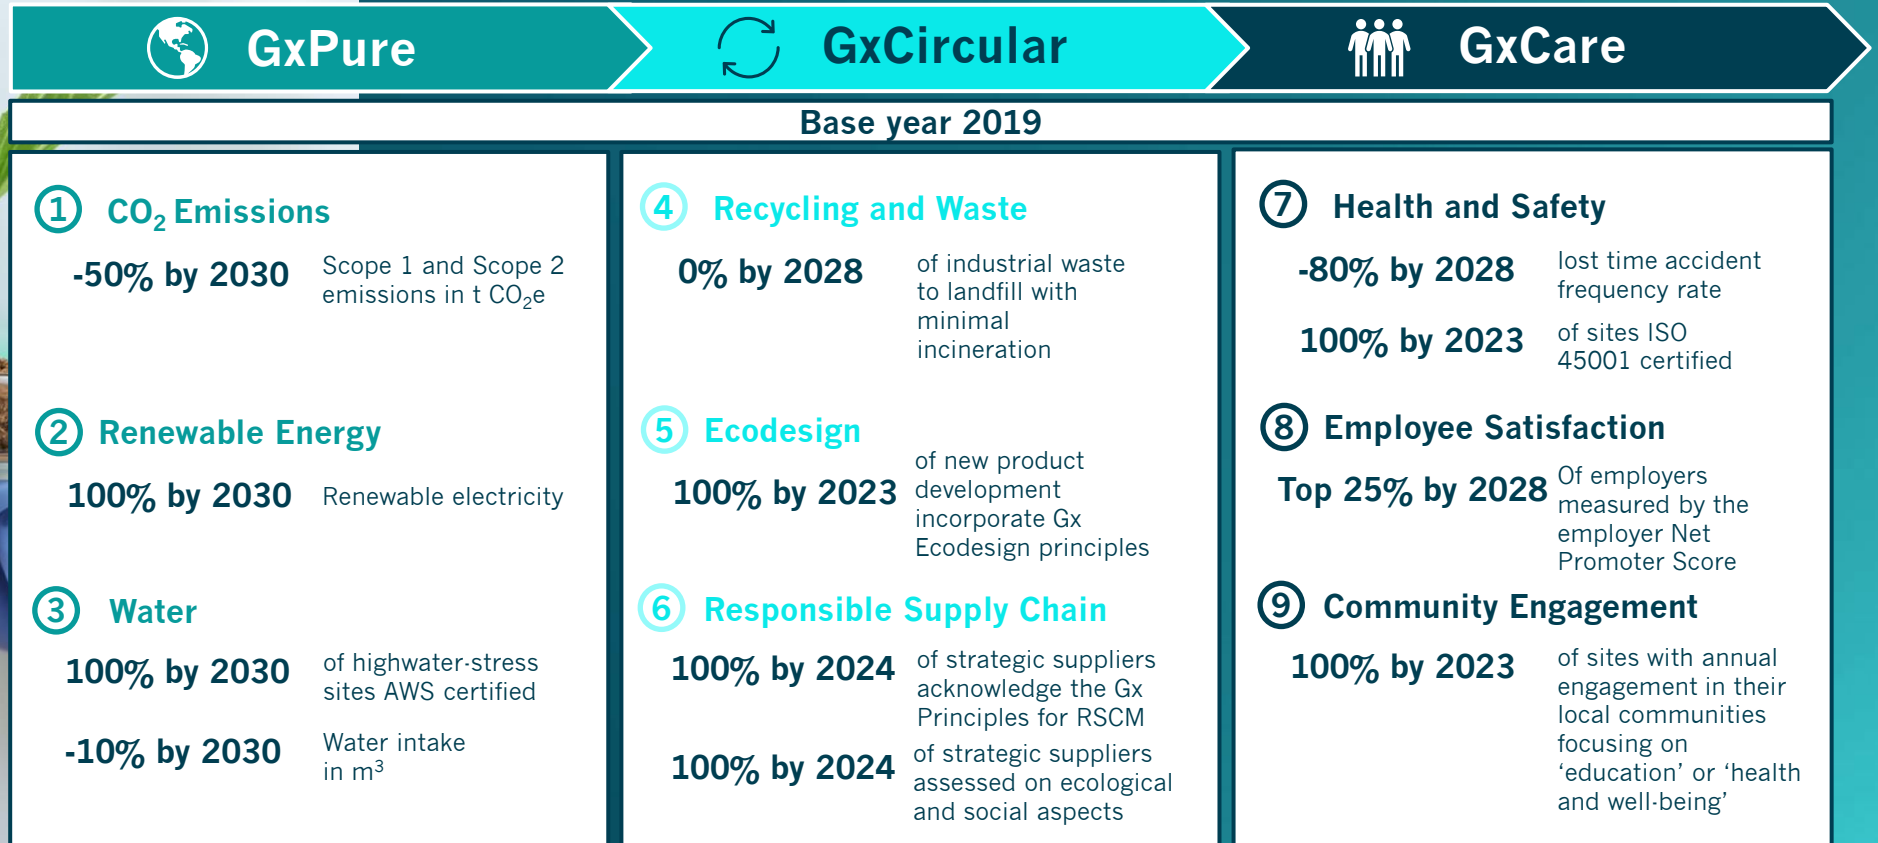 GxPure
GxCircular
GxCare
Base year 2019
1 CO₂ Emissions
-50% by 2030
Scope 1 and Scope 2
emissions in t CO₂e
2 Renewable Energy
100% by 2030
Renewable electricity
3 Water
100% by 2030
of highwater-stress
sites AWS certified
-10% by 2030
Water intake
in m³
4 Recycling and Waste
0% by 2028
of industrial waste
to landfill with
minimal
incineration
5 Ecodesign
100% by 2023
of new product
development
incorporate Gx
Ecodesign principles
6 Responsible Supply Chain
100% by 2024
of strategic suppliers
acknowledge the Gx
Principles for RSCM
100% by 2024
of strategic suppliers
assessed on ecological
and social aspects
7 Health and Safety
-80% by 2028
lost time accident
frequency rate
100% by 2023
of sites ISO
45001 certified
8 Employee Satisfaction
Top 25% by 2028
Of employers
measured by the
employer Net
Promoter Score
9 Community Engagement
100% by 2023
of sites with annual
engagement in their
local communities
focusing on
‘education’ or ‘health
and well-being’